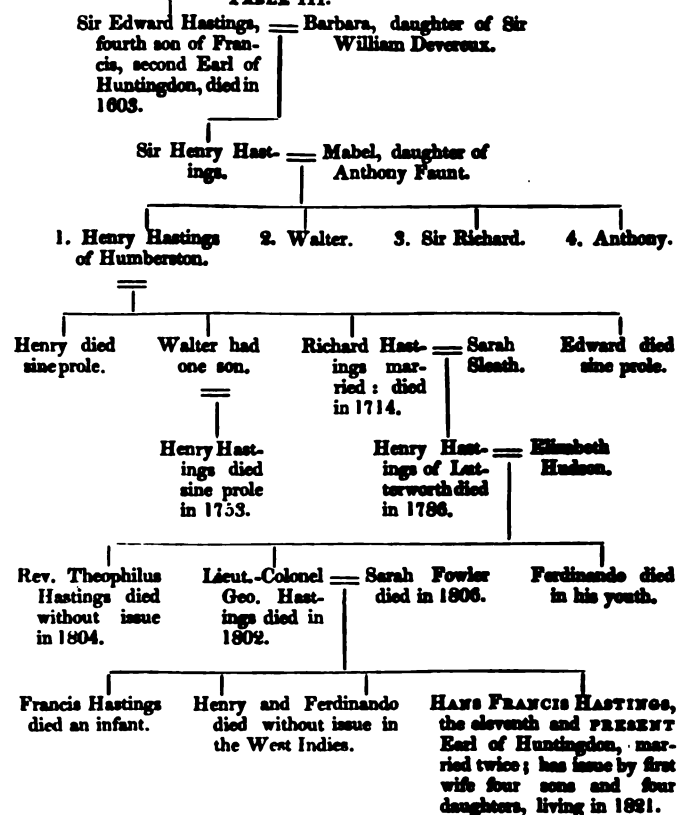 TABLE III.
Sir Edward Hastings,
fourth son of Fran-
cis, second Earl of
Huntingdon, died in
1603.
Barbara, daughter of Sir
William Devereux.
Sir Henry Hast-
ings.
Mabel, daughter of
Anthony Faunt.
1. Henry Hastings
of Humberston.
2. Walter.
3. Sir Richard.
4. Anthony.
Henry died
sine prole.
Walter had
one son.
Richard Hast-
ings mar-
ried : died
in 1714.
Sarah
Sleath.
Edward died
sine prole.
Henry Hast-
ings died
sine prole
in 1753.
Henry Hast-
ings of Lut-
terworth died
in 1786.
Elizabeth
Hudson.
Rev. Theophilus
Hastings died
without issue
in 1804.
Lieut.-Colonel
Geo. Hast-
ings died in
1802.
Sarah Fowler
died in 1806.
Ferdinando died
in his youth.
Francis Hastings
died an infant.
Henry and Ferdinando
died without issue in
the West Indies.
HANS FRANCIS HASTINGS,
the eleventh and PRESENT
Earl of Huntingdon, mar-
ried twice; has issue by first
wife four sons and four
daughters, living in 1821.